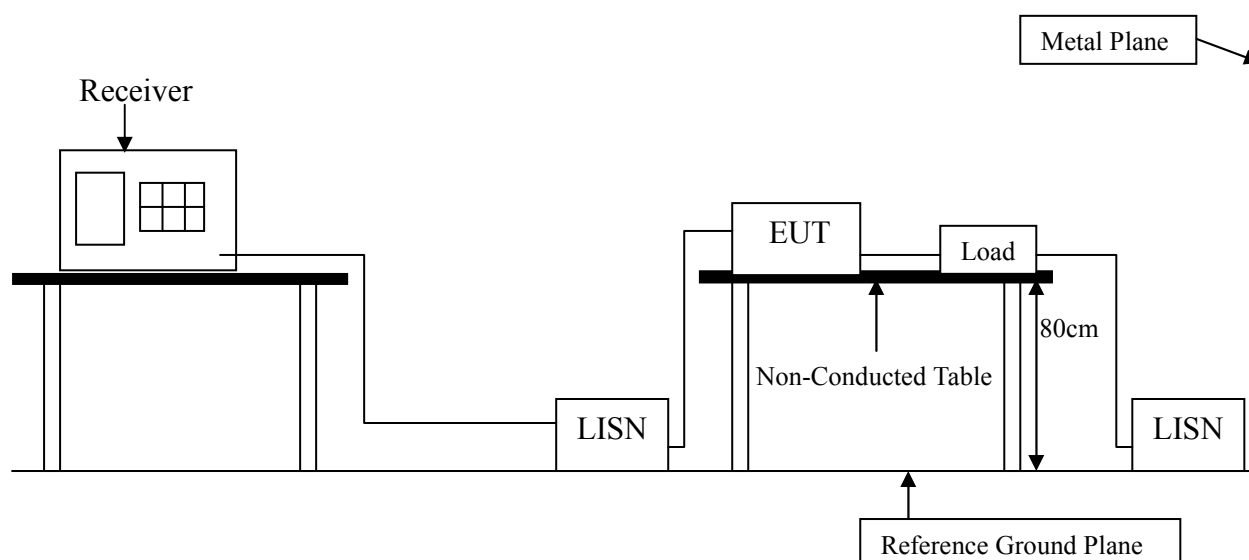 Metal Plane
Receiver
EUT
Load
80cm
Non-Conducted Table
LISN
LISN
Reference Ground Plane